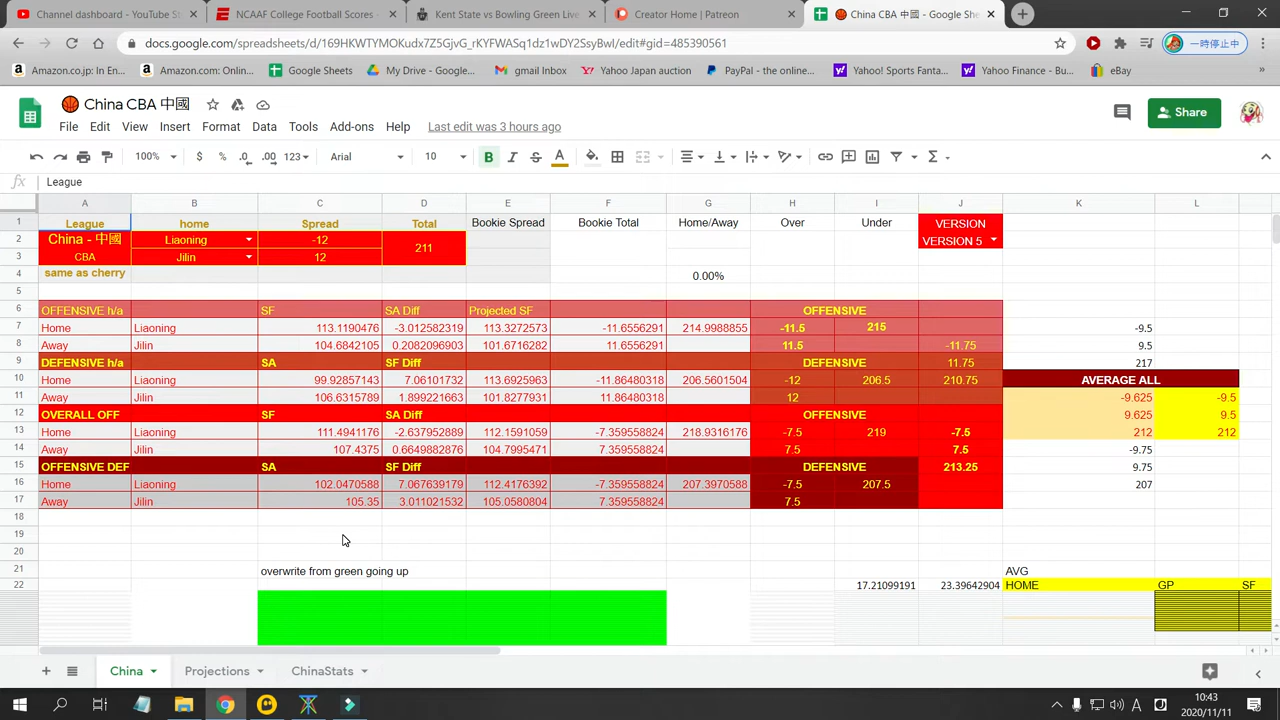 Channel dashboard - YouTube St
NCAAF College Football Scores -
Kent State vs Bowling Green Live
Creator Home | Patreon
China CBA 中國 - Google She
docs.google.com/spreadsheets/d/169HKWTYMOKudx7Z5GjvG_rKYFWASq1dz1wDY2SsyBwI/edit#gid=485390561
一時停止中
Amazon.co.jp: In En...
Amazon.com: Onlin...
Google Sheets
My Drive - Google...
gmail Inbox
Yahoo Japan auction
PayPal - the online...
Yahoo! Sports Fanta...
Yahoo Finance - Bu...
eBay
China CBA 中國
File Edit View Insert Format Data Tools Add-ons Help Last edit was 3 hours ago
Share
100% $ % .0 .00 123 Arial 10 B I S A
fx League
A B C D E F G H I J K L
1 League home Spread Total Bookie Spread Bookie Total Home/Away Over Under VERSION
2 China - 中國 Liaoning -12 211 VERSION 5
3 CBA Jilin 12
4 same as cherry 0.00%
5
6 OFFENSIVE h/a SF SA Diff Projected SF OFFENSIVE
7 Home Liaoning 113.1190476 -3.012582319 113.3272573 -11.6556291 214.9988855 -11.5 215 -9.5
8 Away Jilin 104.6842105 0.2082096903 101.6716282 11.6556291 11.5 -11.75 9.5
9 DEFENSIVE h/a SA SF Diff DEFENSIVE 11.75 217
10 Home Liaoning 99.92857143 7.06101732 113.6925963 -11.86480318 206.5601504 -12 206.5 210.75 AVERAGE ALL
11 Away Jilin 106.6315789 1.899221663 101.8277931 11.86480318 12 -9.625 -9.5
12 OVERALL OFF SF SA Diff OFFENSIVE 9.625 9.5
13 Home Liaoning 111.4941176 -2.637952889 112.1591059 -7.359558824 218.9316176 -7.5 219 -7.5 212 212
14 Away Jilin 107.4375 0.6649882876 104.7995471 7.359558824 7.5 7.5 -9.75
15 OFFENSIVE DEF SA SF Diff DEFENSIVE 213.25 9.75
16 Home Liaoning 102.0470588 7.067639179 112.4176392 -7.359558824 207.3970588 -7.5 207.5 207
17 Away Jilin 105.35 3.011021532 105.0580804 7.359558824 7.5
18
19
20
21 overwrite from green going up AVG
22 17.21099191 23.39642904 HOME GP SF
China Projections ChinaStats
A
10:43
2020/11/11